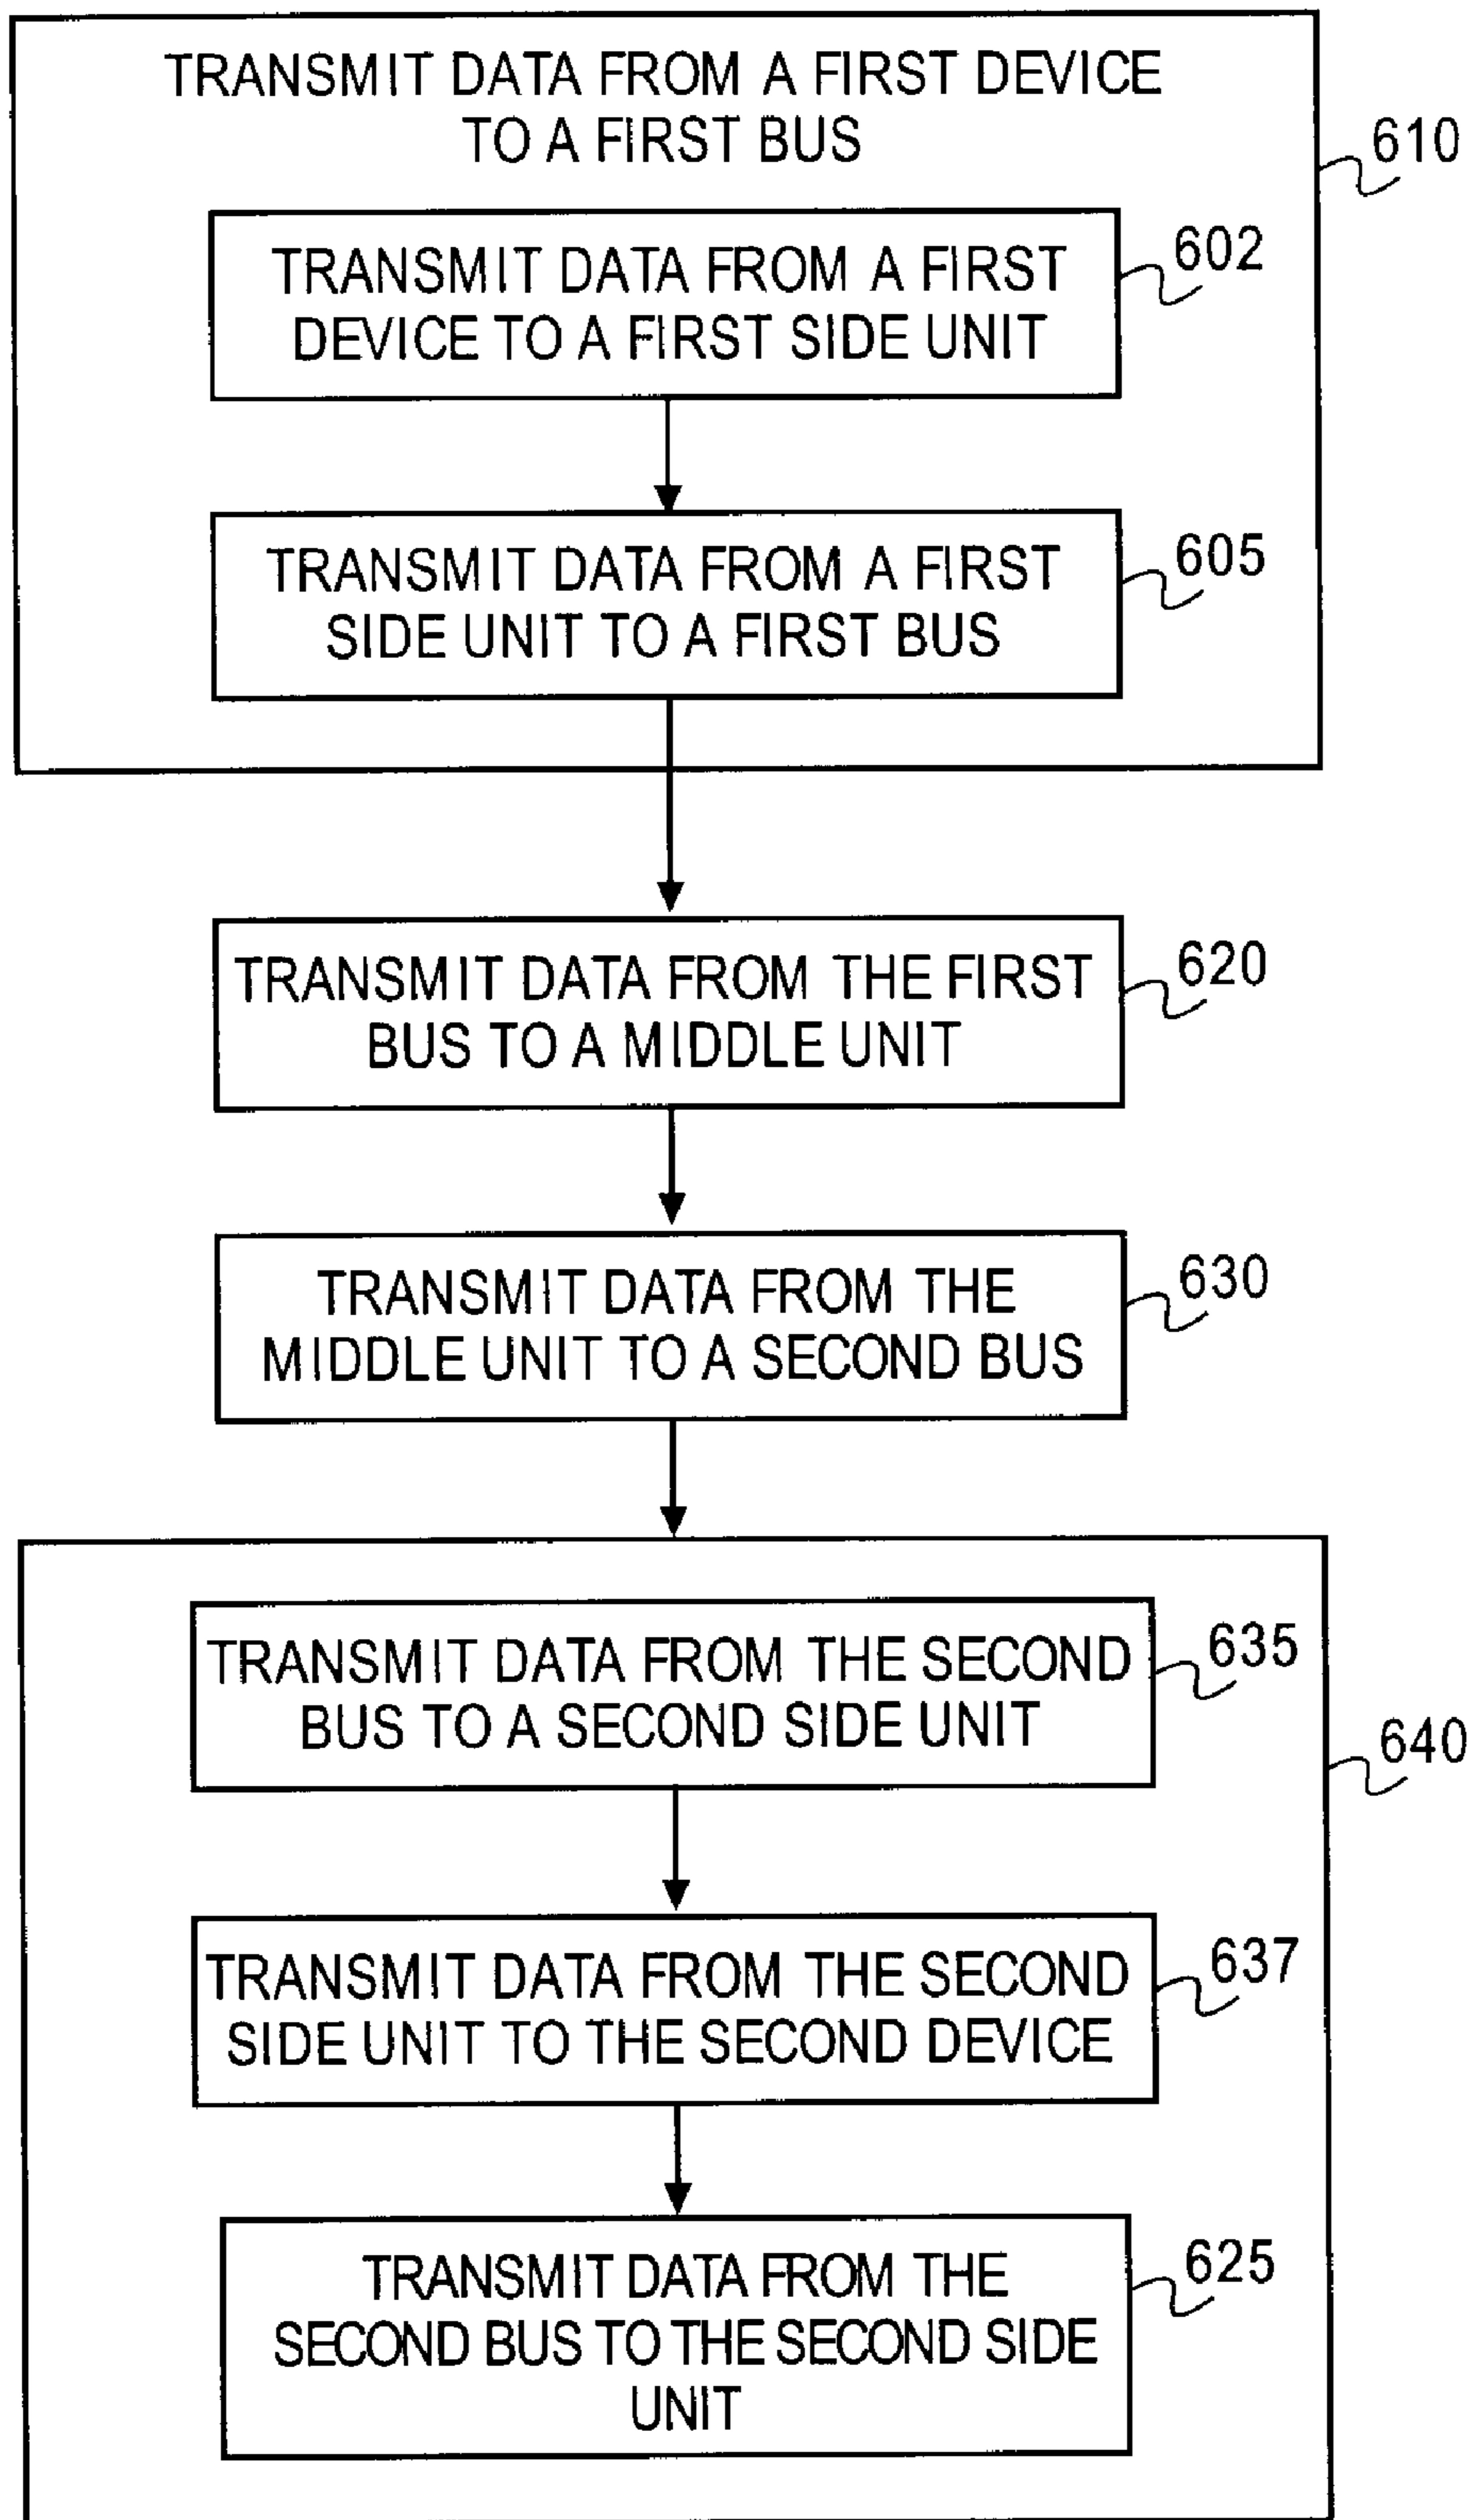 TRANSMIT DATA FROM A FIRST DEVICE
TO A FIRST BUS
610
TRANSMIT DATA FROM A FIRST
DEVICE TO A FIRST SIDE UNIT
602
TRANSMIT DATA FROM A FIRST
SIDE UNIT TO A FIRST BUS
605
TRANSMIT DATA FROM THE FIRST
BUS TO A MIDDLE UNIT
620
TRANSMIT DATA FROM THE
MIDDLE UNIT TO A SECOND BUS
630
TRANSMIT DATA FROM THE SECOND
BUS TO A SECOND SIDE UNIT
635
640
TRANSMIT DATA FROM THE SECOND
SIDE UNIT TO THE SECOND DEVICE
637
TRANSMIT DATA FROM THE
SECOND BUS TO THE SECOND SIDE
UNIT
625